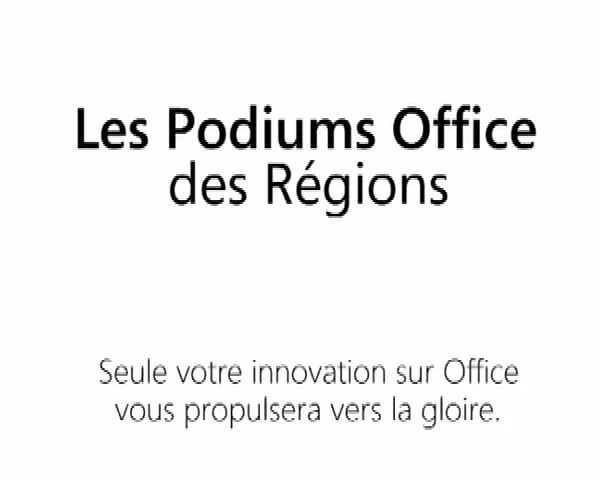 Les Podiums Office
des Régions
Seule votre innovation sur Office
vous propulsera vers la gloire.